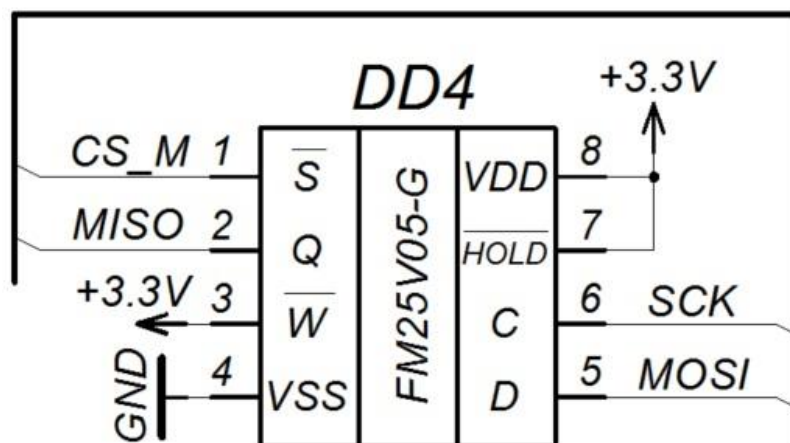 DD4
+3.3V
CS_M 1 S VDD 8
MISO 2 Q HOLD 7
+3.3V 3 W C 6 SCK
GND 4 VSS D 5 MOSI
FM25V05-G